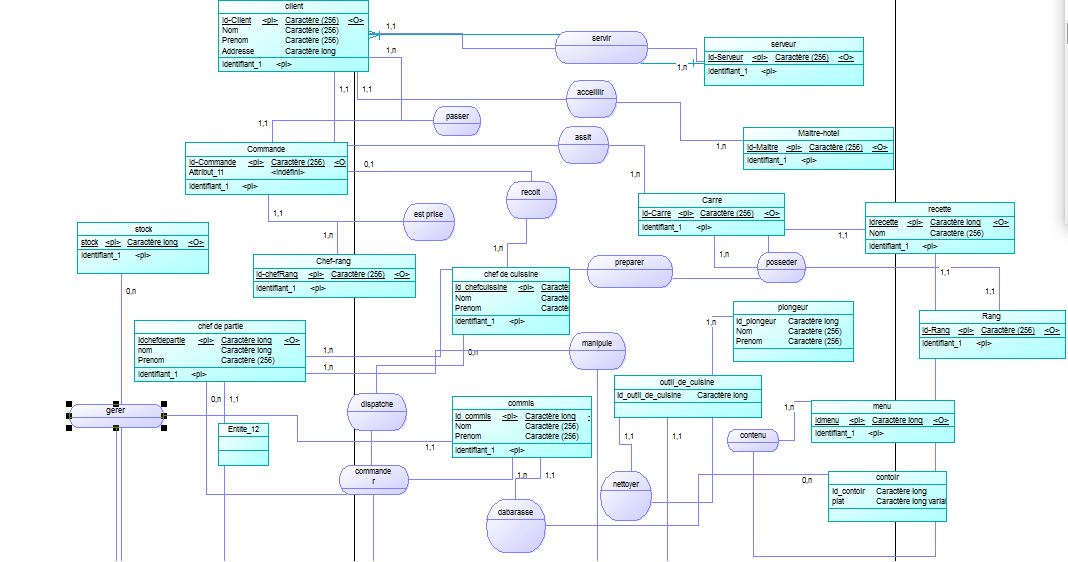 client
Id-Client <pi> Caractère (256) <O>
Nom Caractère (256)
Prenom Caractère (256)
Addresse Caractère long
Identifiant_1 <pi>
1,1
1,n
servir
serveur
Id-Serveur <pi> Caractère (256) <O>
Identifiant_1 <pi>
1,n
1,1
1,1
accellilr
passer
1,1
assit
Maitre-hotel
Id-Maitre <pi> Caractère (256) <O>
Identifiant_1 <pi>
1,n
Commande
Id-Commande <pi> Caractère (256) <O
Attribut_11 <Indéfini>
Identifiant_1 <pi>
0,1
1,n
recoit
Carre
Id-Carre <pi> Caractère (256) <O>
Identifiant_1 <pi>
recette
Idrecette <pi> Caractère long <O>
Nom Caractère (256)
Identifiant_1 <pi>
est prise
1,1
1,n
1,1
stock
stock <pi> Caractère long <O>
Identifiant_1 <pi>
1,n
1,n
Chef-rang
Id-chefRang <pi> Caractère (256) <O>
Identifiant_1 <pi>
chef de cuissine
Id_chefcuissine <pi> Caractè
Nom Caractè
Prenom Caractè
Identifiant_1 <pi>
preparer
posseder
1,1
1,1
0,n
plongeur
Id_plongeur Caractère long
Nom Caractère (256)
Prenom Caractère (256)
1,n
Rang
Id-Rang <pi> Caractère (256) <O>
Identifiant_1 <pi>
chef de partie
Idchefdepartie <pi> Caractère long <O>
nom Caractère long
Prenom Caractère (256)
Identifiant_1 <pi>
1,n
1,n
0,n
manipule
outil_de_cuisine
Id_outil_de_cuisine Caractère long
0,n
1,1
dispatche
commis
Id_commis <pi> Caractère long :
Nom Caractère (256)
Prenom Caractère (256)
Identifiant_1 <pi>
1,n
menu
Idmenu <pi> Caractère long <O>
Identifiant_1 <pi>
gerer
Entite_12
1,1
1,1
1,1
contenu
commande
r
1,n
1,1
nettoyer
0,n
contoir
Id_contoir Caractère long
plat Caractère long varial
dabarasse